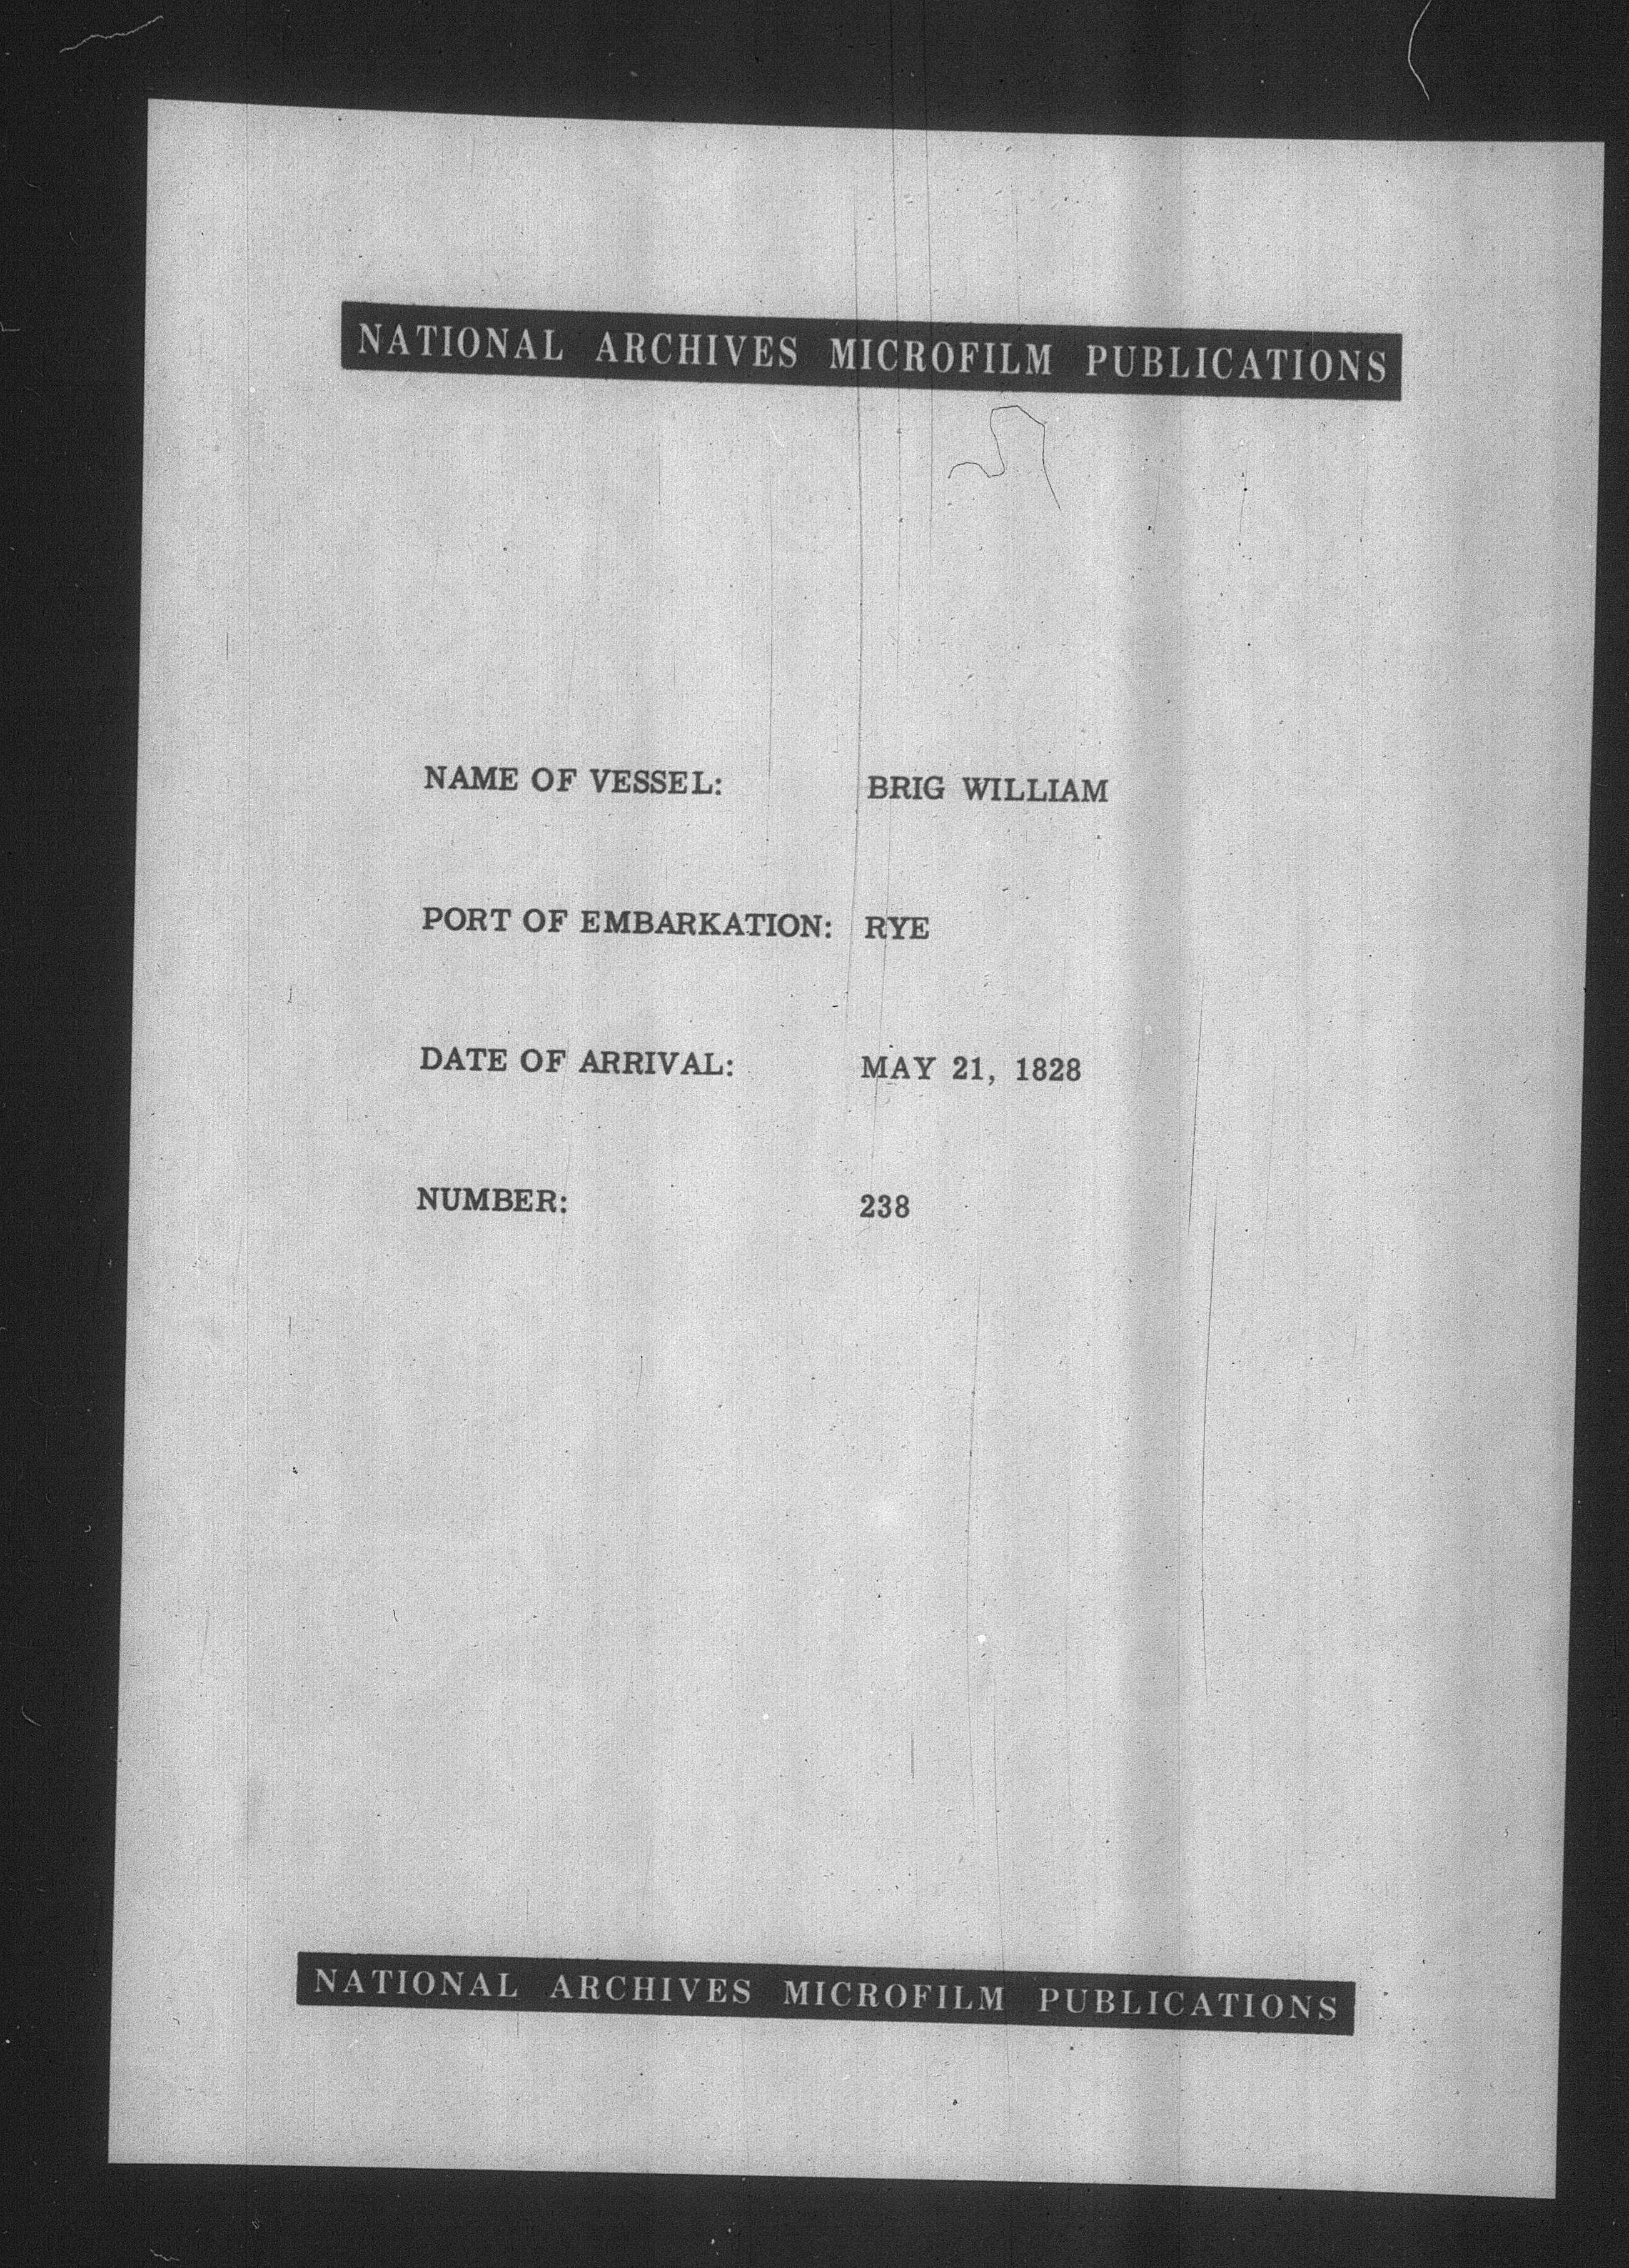 NATIONAL ARCHIVES MICROFILM PUBLICATIONS
NAME OF VESSEL: BRIG WILLIAM
PORT OF EMBARKATION: RYE
DATE OF ARRIVAL: MAY 21, 1828
NUMBER: 238
NATIONAL ARCHIVES MICROFILM PUBLICATIONS